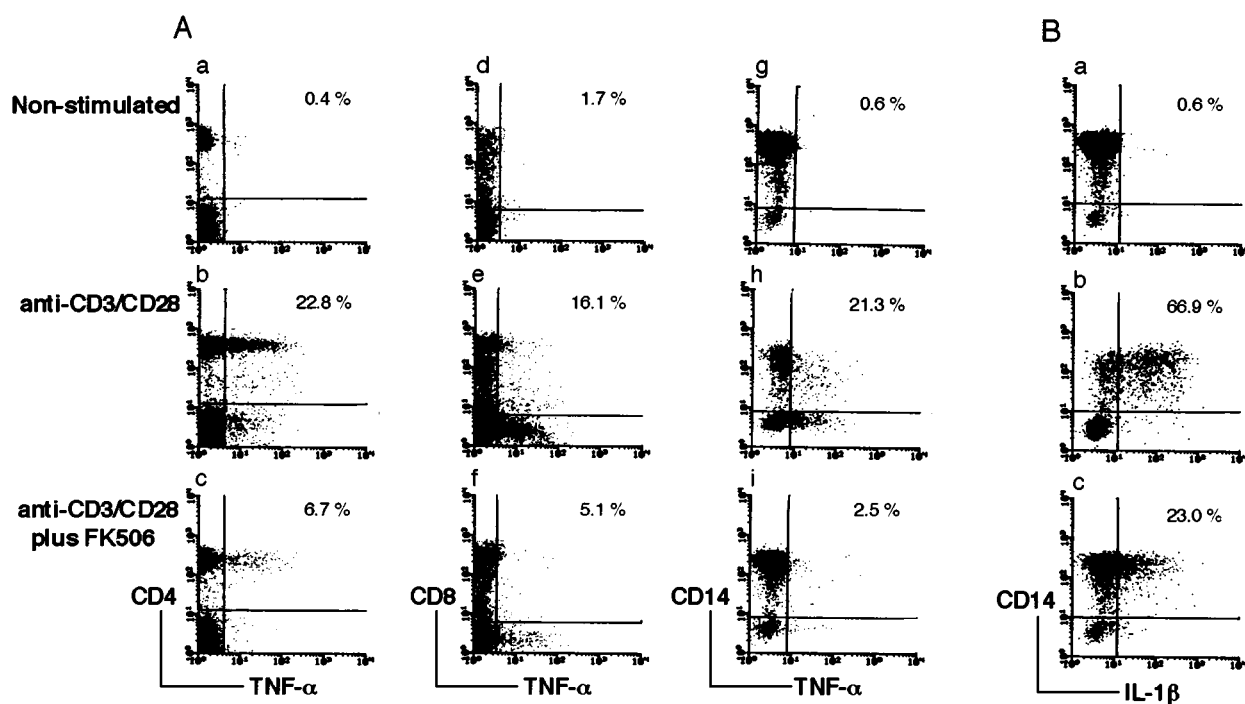 A
B
a
d
g
a
Non-stimulated
0.4 %
1.7 %
0.6 %
0.6 %
b
e
h
b
anti-CD3/CD28
22.8 %
16.1 %
21.3 %
66.9 %
c
f
i
c
anti-CD3/CD28
plus FK506
6.7 %
5.1 %
2.5 %
23.0 %
CD4
CD8
CD14
CD14
TNF-α
TNF-α
TNF-α
IL-1β